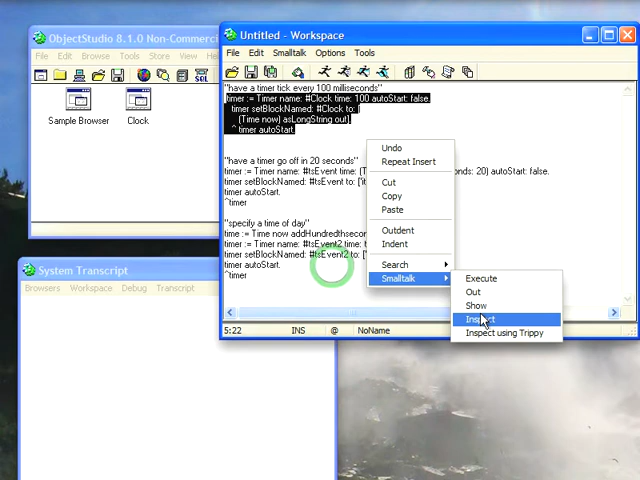 ObjectStudio 8.1.0 Non-Commerci
File Edit Browse Tools Store View He
SQL
Sample Browser Clock
Untitled - Workspace
File Edit Smalltalk Options Tools
"have a timer tick every 100 milliseconds"
timer := Timer name: #Clock time: 100 autoStart: false.
timer setBlockNamed: #Clock to: [
(Time now) asLongString out]
^ timer autoStart.
"have a timer go off in 20 seconds"
timer := Timer name: #tsEvent time: (T onds: 20) autoStart: false.
timer setBlockNamed: #tsEvent to: ['it
timer autoStart.
^timer
"specify a time of day"
time := Time now addHundredthsecon
timer := Timer name: #tsEvent2 time: t
timer setBlockNamed: #tsEvent2 to: ["
timer autoStart.
^timer
5:22 INS @ NoName
Undo
Repeat Insert
Cut
Copy
Paste
Outdent
Indent
Search
Smalltalk
Execute
Out
Show
Inspect
Inspect using Trippy
System Transcript
Browsers Workspace Debug Transcript